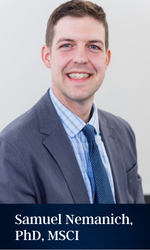 Samuel Nemanich,
PhD, MSCI